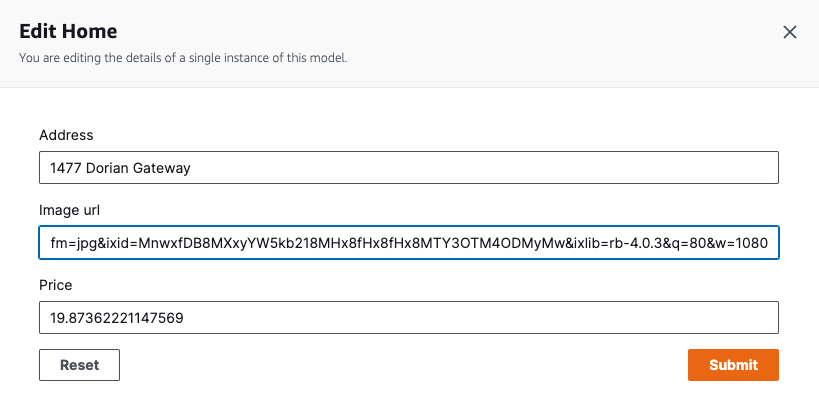 Edit Home
You are editing the details of a single instance of this model.
Address
1477 Dorian Gateway
Image url
fm=jpg&ixid=MnwxfDB8MXxyYW5kb218MHx8fHx8fHx8MTY3OTM4ODMyMw&ixlib=rb-4.0.3&q=80&w=1080
Price
19.87362221147569
Reset
Submit